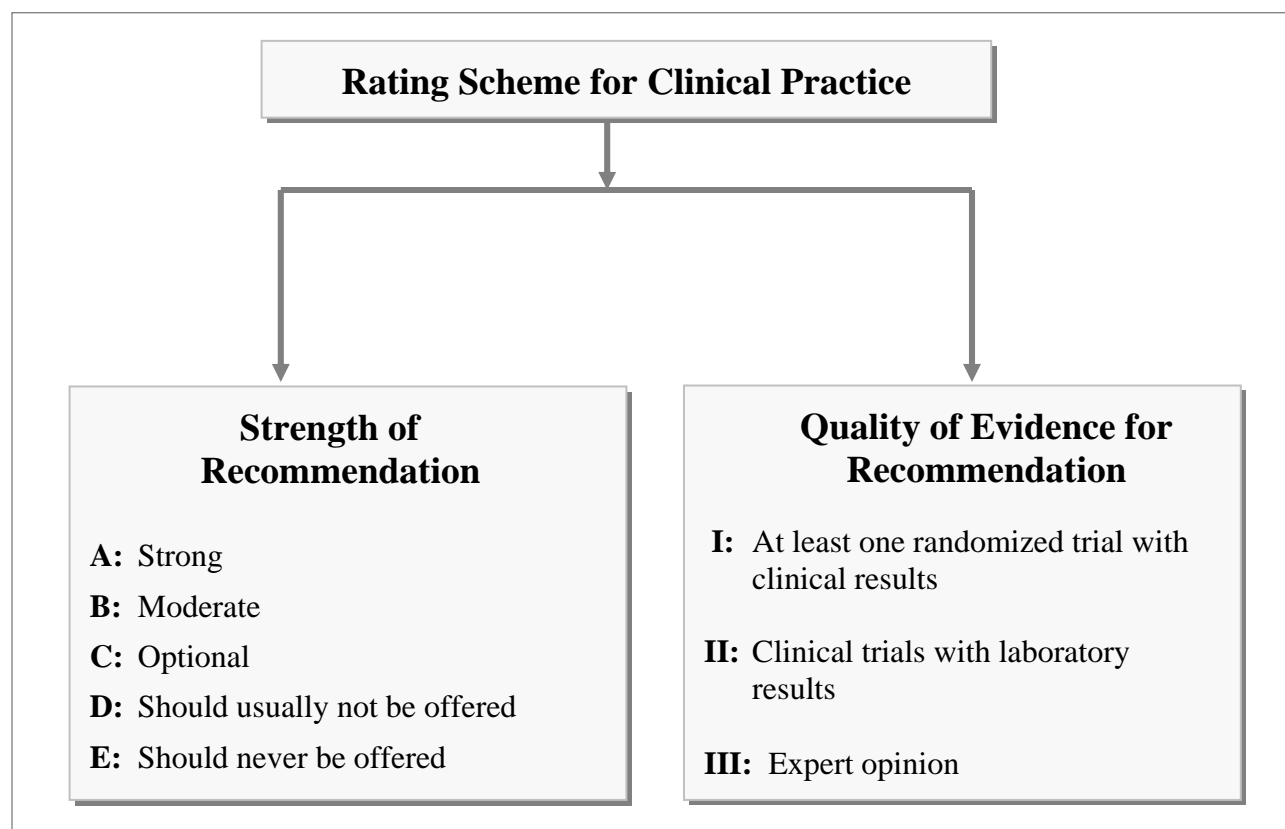 Rating Scheme for Clinical Practice
Strength of
Recommendation
A: Strong
B: Moderate
C: Optional
D: Should usually not be offered
E: Should never be offered
Quality of Evidence for
Recommendation
I: At least one randomized trial with
clinical results
II: Clinical trials with laboratory
results
III: Expert opinion